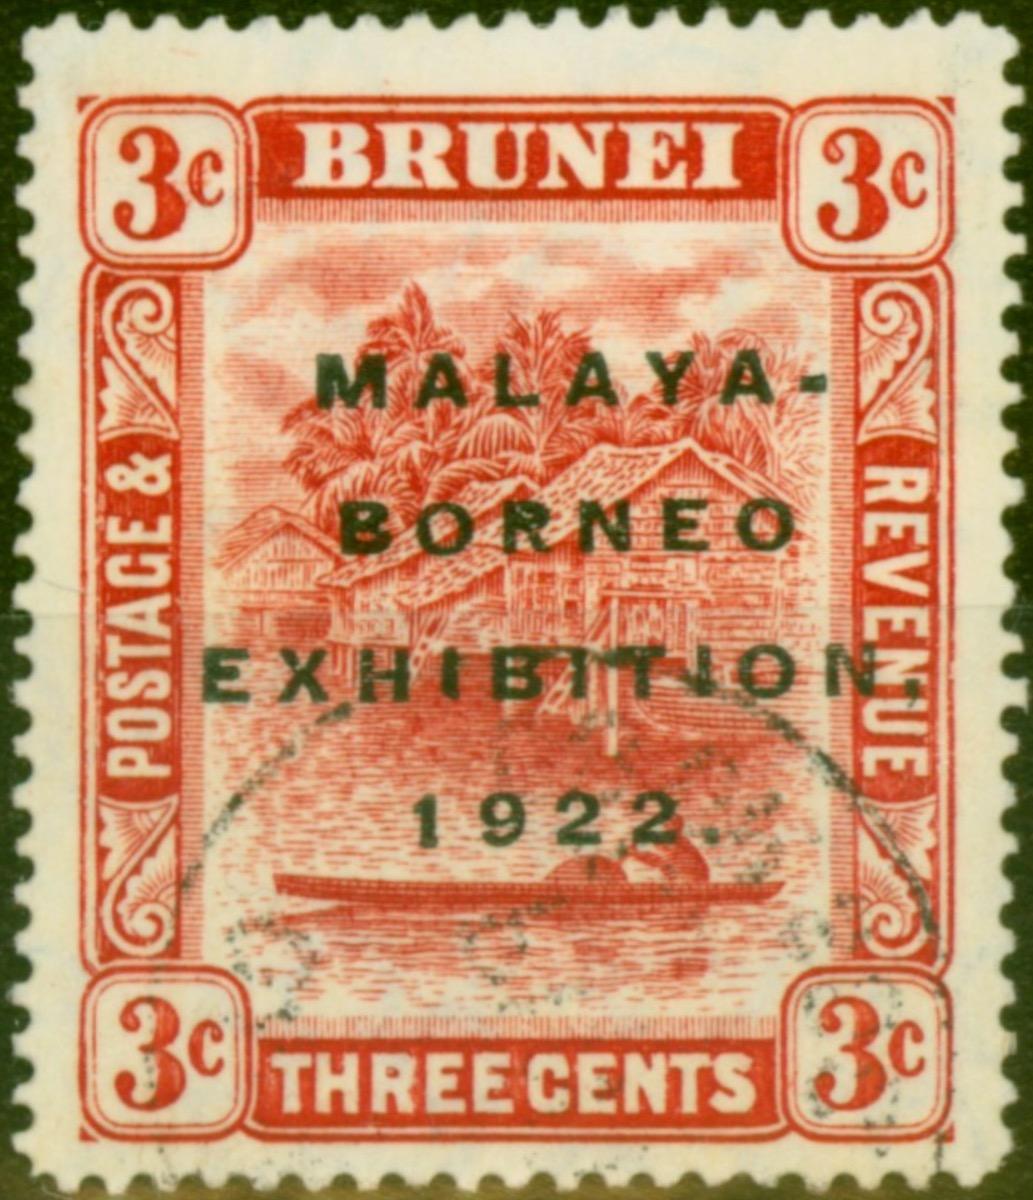 3c BRUNEI 3c
MALAYA-
BORNEO
EXHIBITION,
1922.
POSTAGE &
REVENUE
3c THREE CENTS 3c